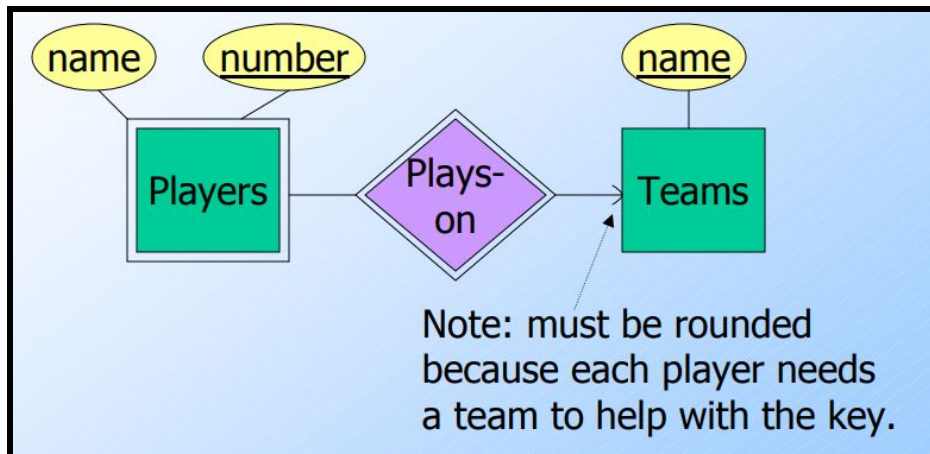 name
number
name
Players
Plays-
on
Teams
Note: must be rounded
because each player needs
a team to help with the key.